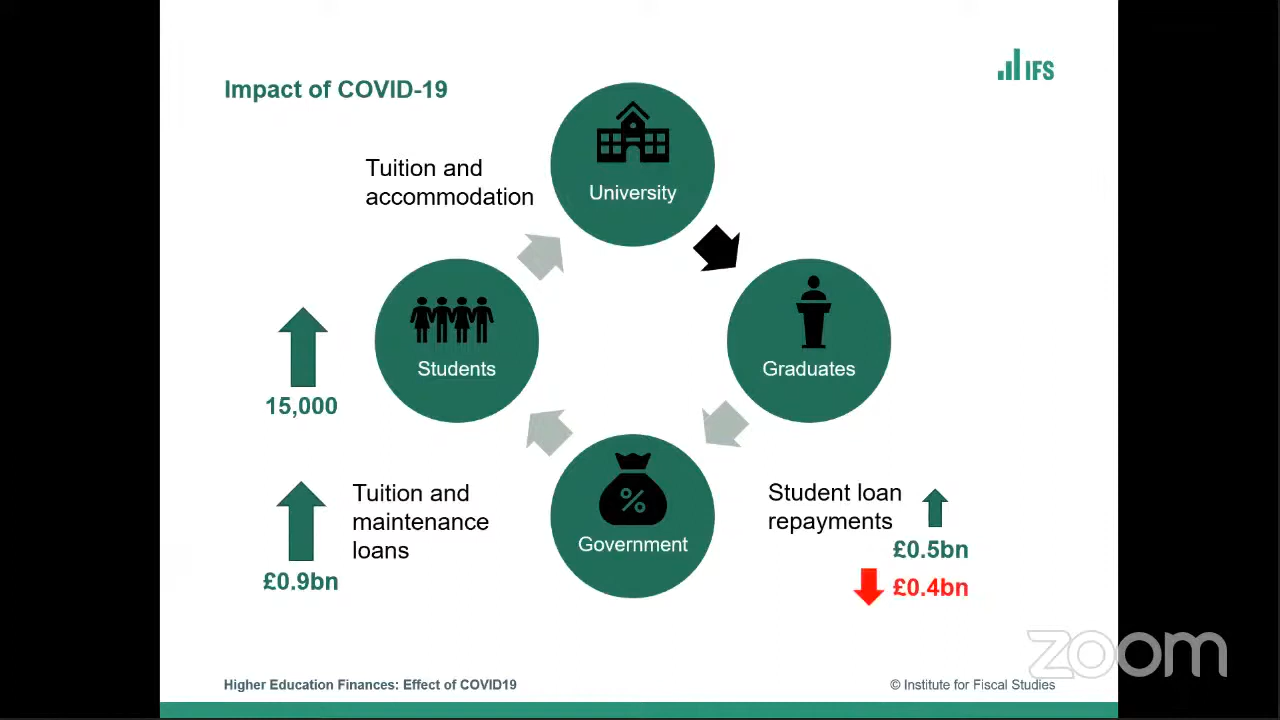 Impact of COVID-19
IFS
Tuition and
accommodation
University
Students
Graduates
15,000
Government
Tuition and
maintenance
loans
£0.9bn
Student loan
repayments
£0.5bn
£0.4bn
%
zoom
Higher Education Finances: Effect of COVID19
© Institute for Fiscal Studies